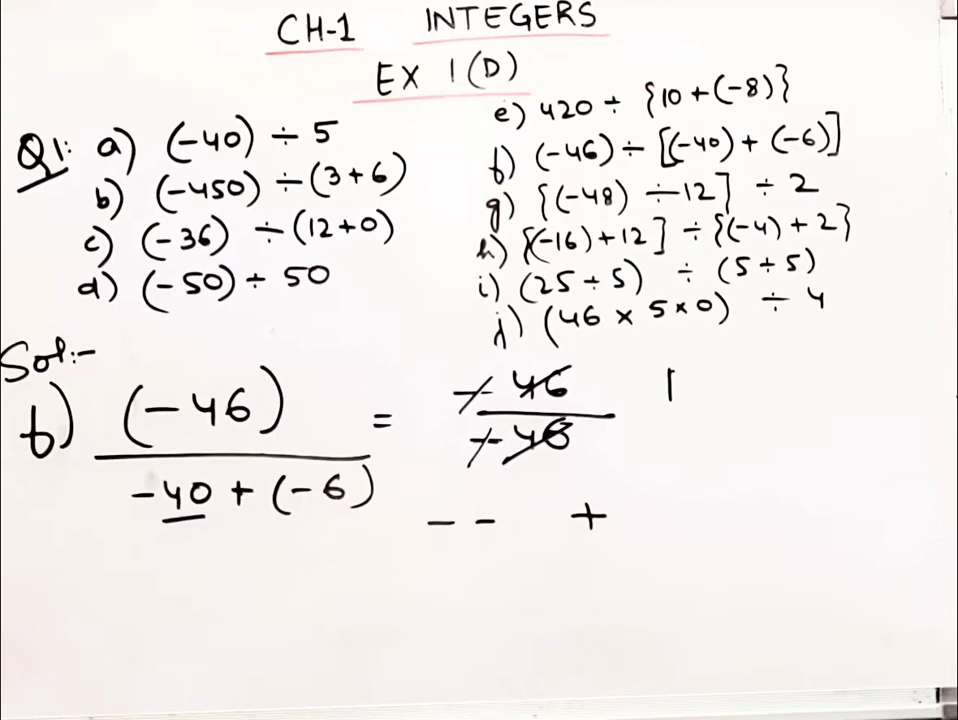 CH-1 INTEGERS
EX 1(D)
Q1: a) (-40) ÷ 5
b) (-450) ÷ (3+6)
c) (-36) ÷ (12+0)
d) (-50) ÷ 50
e) 420 ÷ {10 + (-8)}
f) (-46) ÷ [(-40) + (-6)]
g) {(-48) ÷ 12] ÷ 2
h) {(-16) + 12] ÷ {(-4) + 2}
i) (25 ÷ 5) ÷ (5 ÷ 5)
j) (46 × 5 × 0) ÷ 4
Sol:-
f) (-46) = -46 1
-40 + (-6) -46
- - +